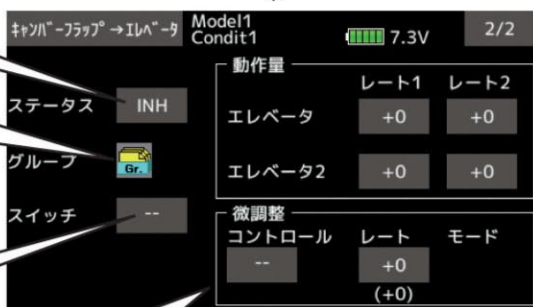 ｷｬﾝﾊﾞｰﾌﾗｯﾌﾟ→ｴﾚﾍﾞｰﾀ
Model1
Condit1
7.3V
2/2
動作量
レート1 レート2
ステータス INH
エレベータ +0 +0
グループ Gr.
エレベータ2 +0 +0
スイッチ --
微調整
コントロール レート モード
-- +0
(+0)